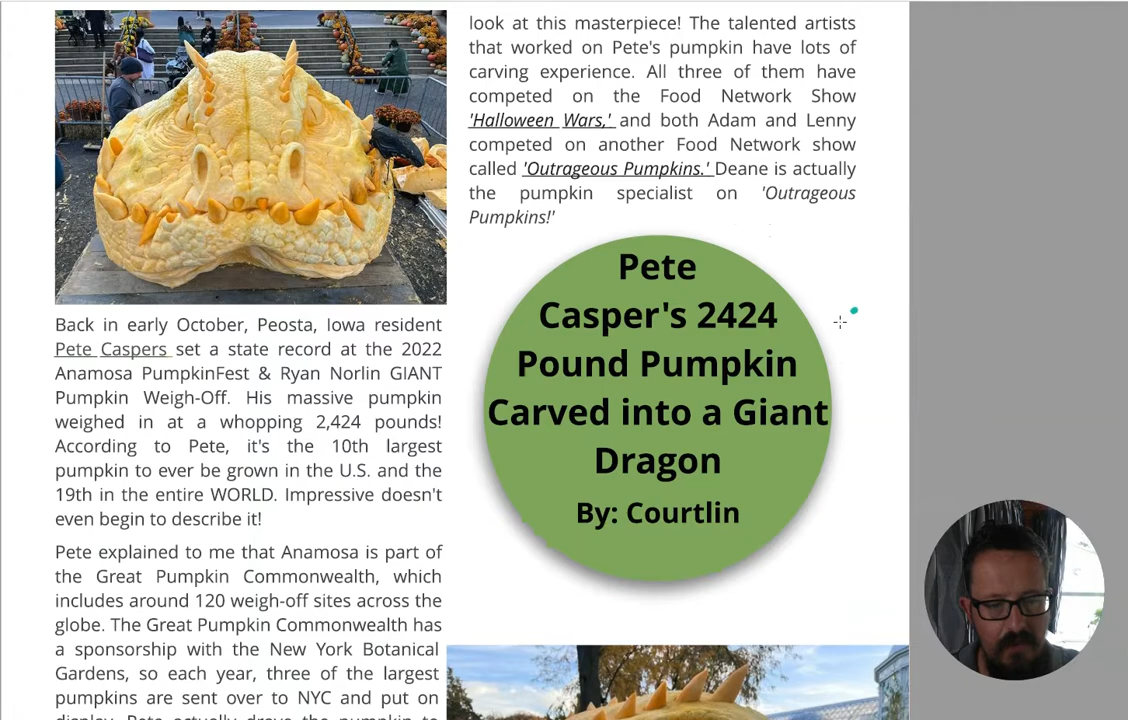 Back in early October, Peosta, Iowa resident
Pete Caspers set a state record at the 2022
Anamosa PumpkinFest & Ryan Norlin GIANT
Pumpkin Weigh-Off. His massive pumpkin
weighed in at a whopping 2,424 pounds!
According to Pete, it's the 10th largest
pumpkin to ever be grown in the U.S. and the
19th in the entire WORLD. Impressive doesn't
even begin to describe it!
Pete explained to me that Anamosa is part of
the Great Pumpkin Commonwealth, which
includes around 120 weigh-off sites across the
globe. The Great Pumpkin Commonwealth has
a sponsorship with the New York Botanical
Gardens, so each year, three of the largest
pumpkins are sent over to NYC and put on
display. Pete actually drove the pumpkin to
look at this masterpiece! The talented artists
that worked on Pete's pumpkin have lots of
carving experience. All three of them have
competed on the Food Network Show
'Halloween Wars,' and both Adam and Lenny
competed on another Food Network show
called 'Outrageous Pumpkins.' Deane is actually
the pumpkin specialist on 'Outrageous
Pumpkins!'
Pete
Casper's 2424
Pound Pumpkin
Carved into a Giant
Dragon
By: Courtlin